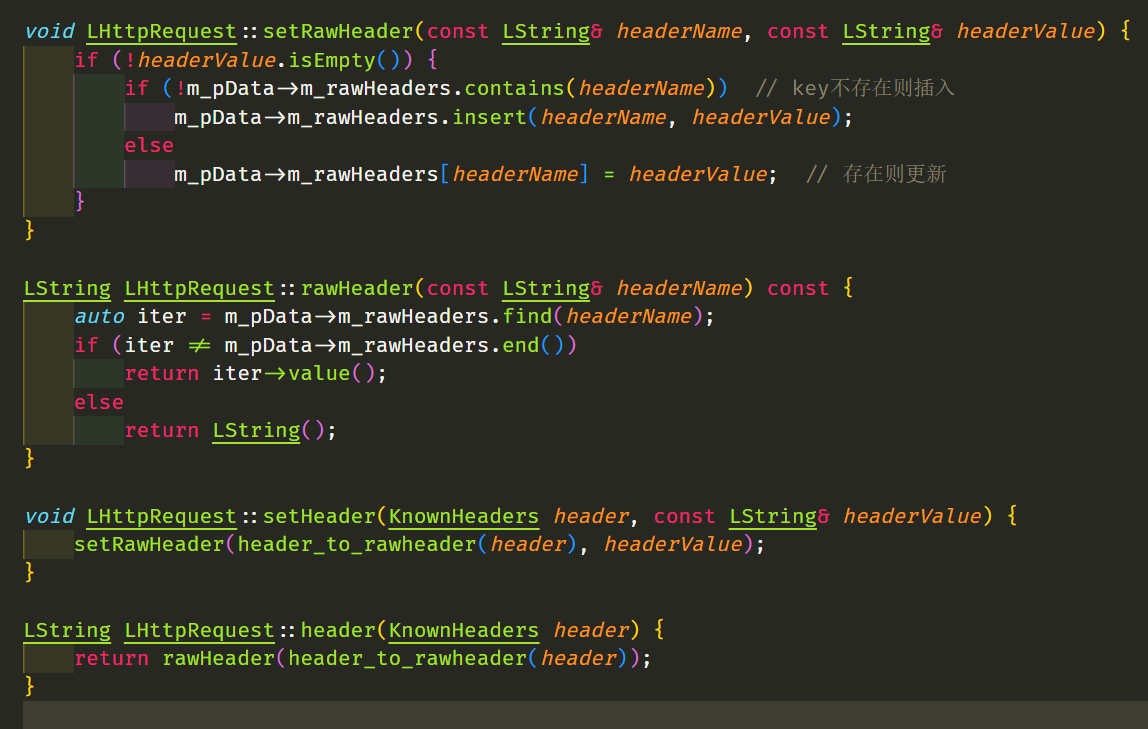 void LHttpRequest::setRawHeader(const LString& headerName, const LString& headerValue) {
    if (!headerValue.isEmpty()) {
        if (!m_pData->m_rawHeaders.contains(headerName))  // key不存在则插入
            m_pData->m_rawHeaders.insert(headerName, headerValue);
        else
            m_pData->m_rawHeaders[headerName] = headerValue;  // 存在则更新
    }
}

LString LHttpRequest::rawHeader(const LString& headerName) const {
    auto iter = m_pData->m_rawHeaders.find(headerName);
    if (iter != m_pData->m_rawHeaders.end())
        return iter->value();
    else
        return LString();
}

void LHttpRequest::setHeader(KnownHeaders header, const LString& headerValue) {
    setRawHeader(header_to_rawheader(header), headerValue);
}

LString LHttpRequest::header(KnownHeaders header) {
    return rawHeader(header_to_rawheader(header));
}